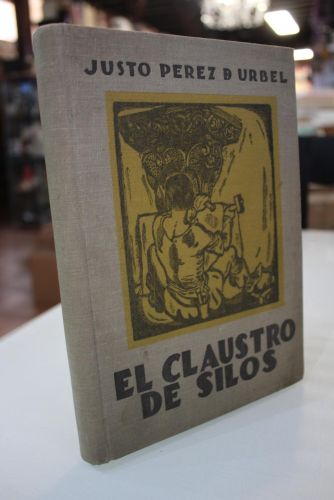 JUSTO PEREZ D URBEL
EL CLAUSTRO
DE SILOS